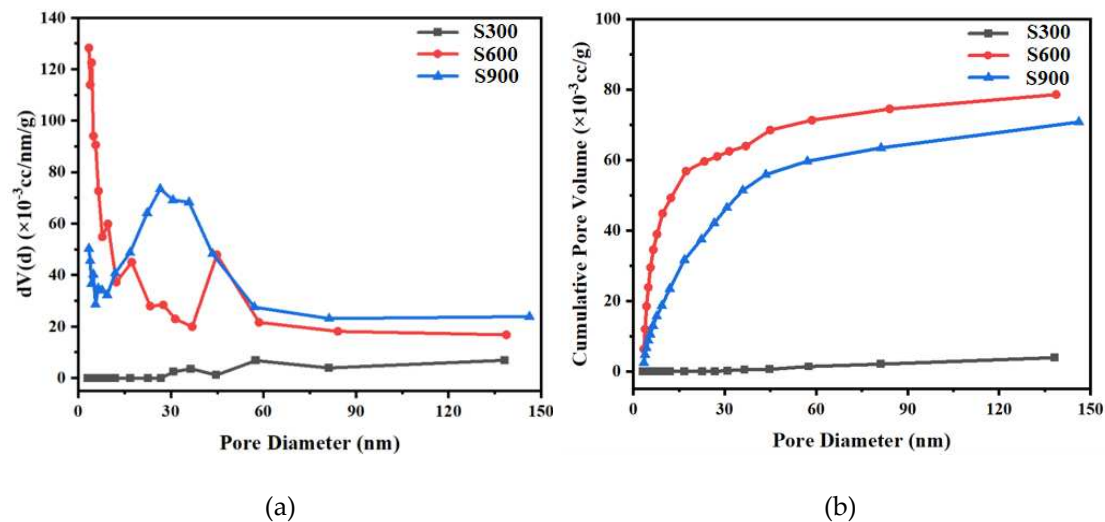 140
120
100
80
60
40
20
0
dV(d) (×10⁻³cc/nm/g)
S300
S600
S900
0 30 60 90 120 150
Pore Diameter (nm)
(a)
100
80
60
40
20
0
Cumulative Pore Volume (×10⁻³cc/g)
S300
S600
S900
0 30 60 90 120 150
Pore Diameter (nm)
(b)